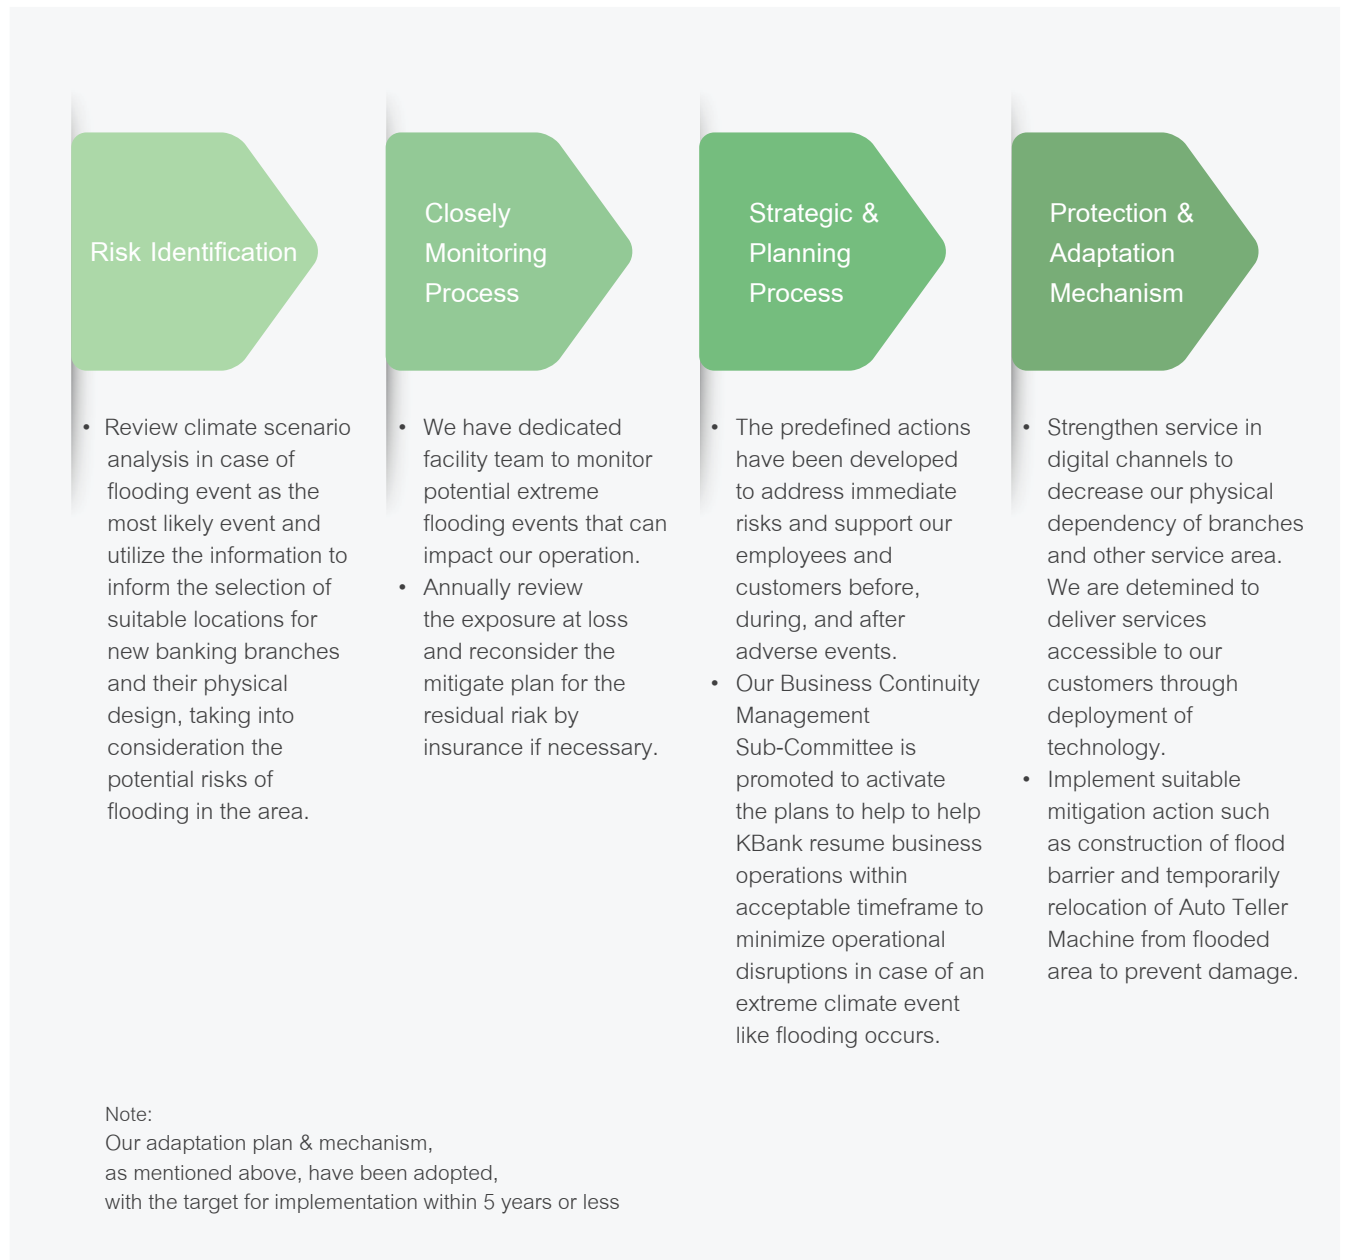 Risk Identification
Closely
Monitoring
Process
Strategic &
Planning
Process
Protection &
Adaptation
Mechanism
• Review climate scenario
analysis in case of
flooding event as the
most likely event and
utilize the information to
inform the selection of
suitable locations for
new banking branches
and their physical
design, taking into
consideration the
potential risks of
flooding in the area.
• We have dedicated
facility team to monitor
potential extreme
flooding events that can
impact our operation.
• Annually review
the exposure at loss
and reconsider the
mitigate plan for the
residual riak by
insurance if necessary.
• The predefined actions
have been developed
to address immediate
risks and support our
employees and
customers before,
during, and after
adverse events.
• Our Business Continuity
Management
Sub-Committee is
promoted to activate
the plans to help to help
KBank resume business
operations within
acceptable timeframe to
minimize operational
disruptions in case of an
extreme climate event
like flooding occurs.
• Strengthen service in
digital channels to
decrease our physical
dependency of branches
and other service area.
We are detemined to
deliver services
accessible to our
customers through
deployment of
technology.
• Implement suitable
mitigation action such
as construction of flood
barrier and temporarily
relocation of Auto Teller
Machine from flooded
area to prevent damage.
Note:
Our adaptation plan & mechanism,
as mentioned above, have been adopted,
with the target for implementation within 5 years or less